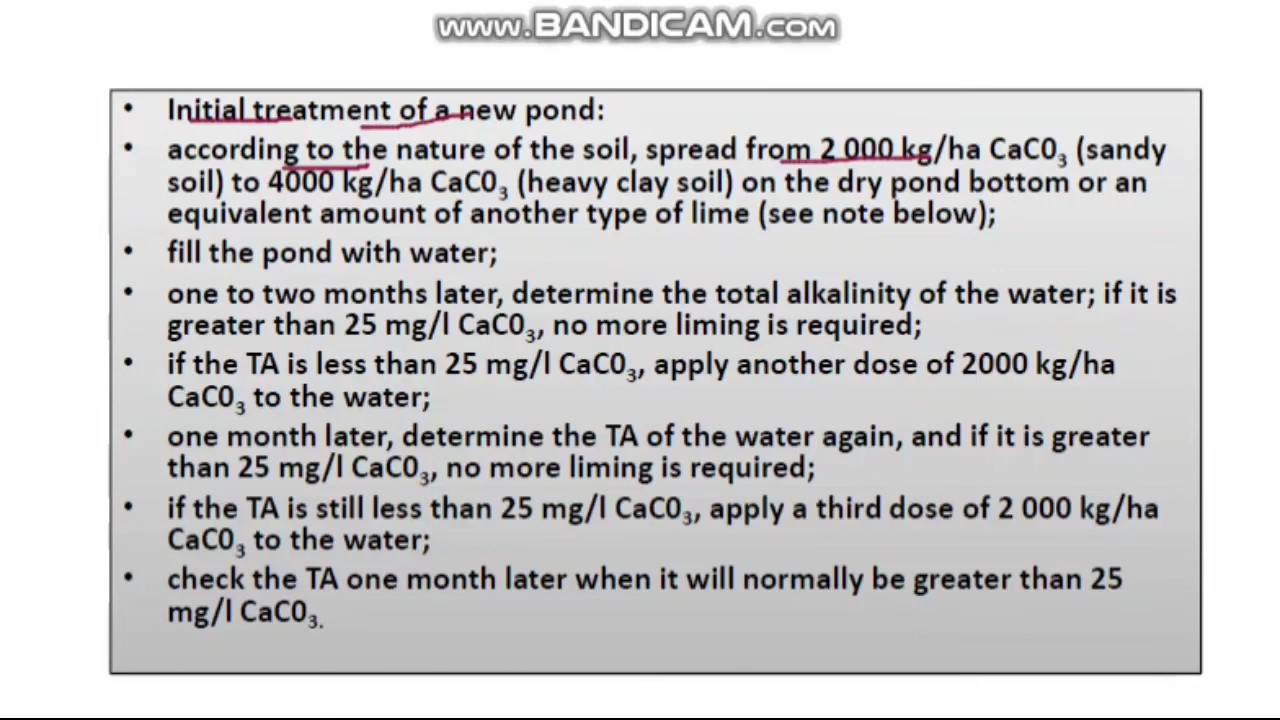 www.BANDICAM.com
• Initial treatment of a new pond:
• according to the nature of the soil, spread from 2 000 kg/ha CaC0₃ (sandy
soil) to 4000 kg/ha CaC0₃ (heavy clay soil) on the dry pond bottom or an
equivalent amount of another type of lime (see note below);
• fill the pond with water;
• one to two months later, determine the total alkalinity of the water; if it is
greater than 25 mg/l CaC0₃, no more liming is required;
• if the TA is less than 25 mg/l CaC0₃, apply another dose of 2000 kg/ha
CaC0₃ to the water;
• one month later, determine the TA of the water again, and if it is greater
than 25 mg/l CaC0₃, no more liming is required;
• if the TA is still less than 25 mg/l CaC0₃, apply a third dose of 2 000 kg/ha
CaC0₃ to the water;
• check the TA one month later when it will normally be greater than 25
mg/l CaC0₃.